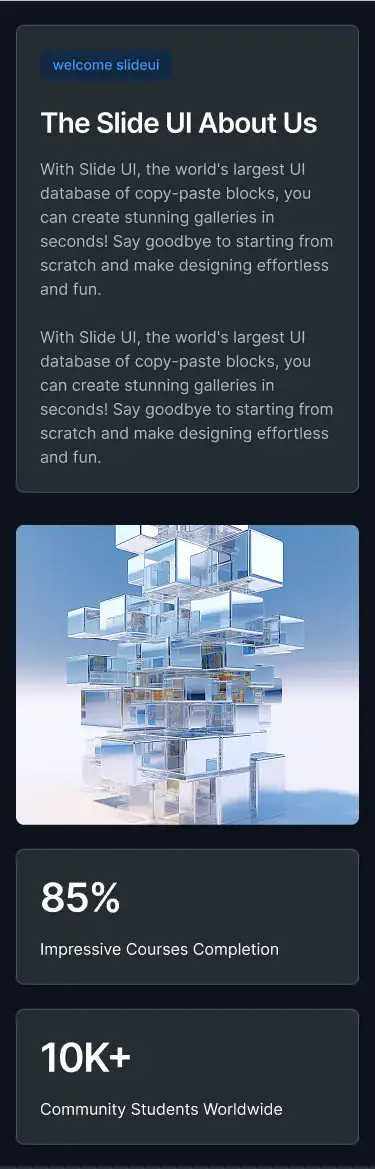 welcome slideui
The Slide UI About Us
With Slide UI, the world's largest UI
database of copy-paste blocks, you
can create stunning galleries in
seconds! Say goodbye to starting from
scratch and make designing effortless
and fun.
With Slide UI, the world's largest UI
database of copy-paste blocks, you
can create stunning galleries in
seconds! Say goodbye to starting from
scratch and make designing effortless
and fun.
85%
Impressive Courses Completion
10K+
Community Students Worldwide